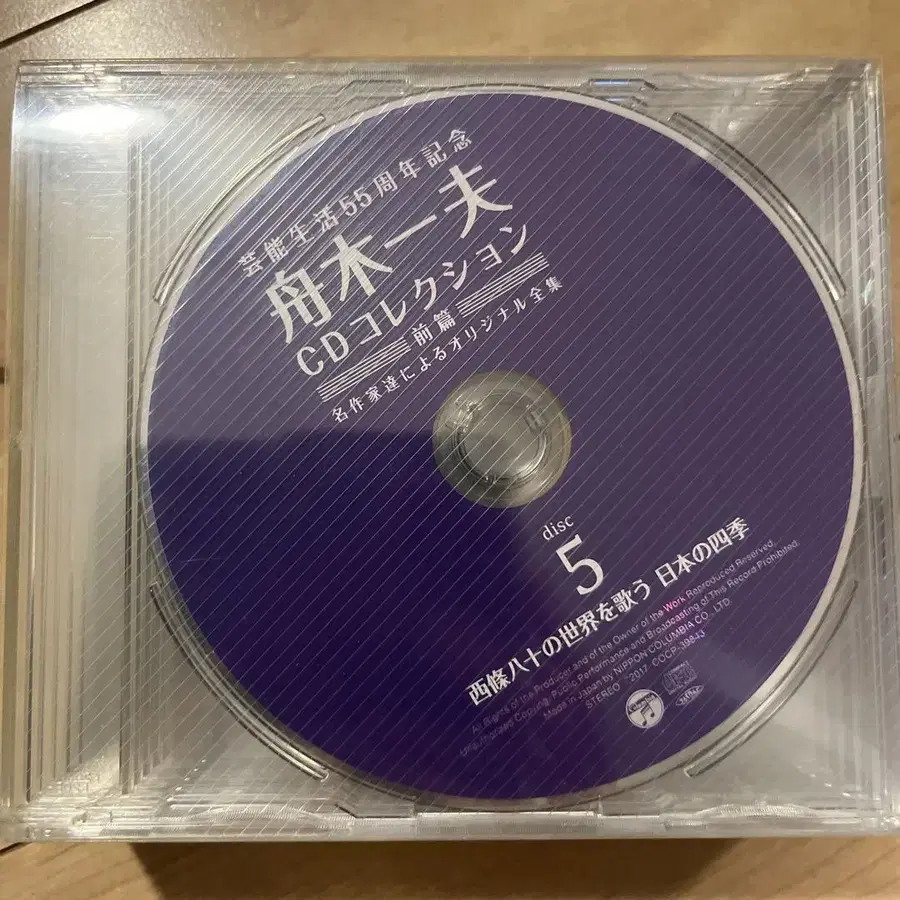 芸能生活55周年記念
舟木一夫
CDコレクション
前篇
名作家達によるオリジナル全集
disc
5
西條八十の世界を歌う 日本の四季
All Rights of the Producer and of the Owner of the Work Reproduced Reserved.
Unauthorized Copying Public Performance and Broadcasting of This Record Prohibited.
Made in Japan by NIPPON COLUMBIA CO., LTD.
STEREO ℗2017 COCP-39843